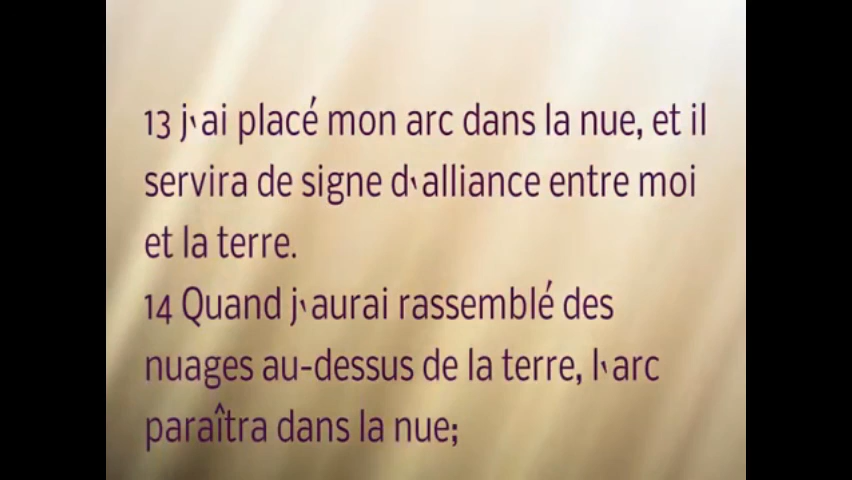 13 j'ai placé mon arc dans la nue, et il
servira de signe d'alliance entre moi
et la terre.
14 Quand j'aurai rassemblé des
nuages au-dessus de la terre, l'arc
paraîtra dans la nue;